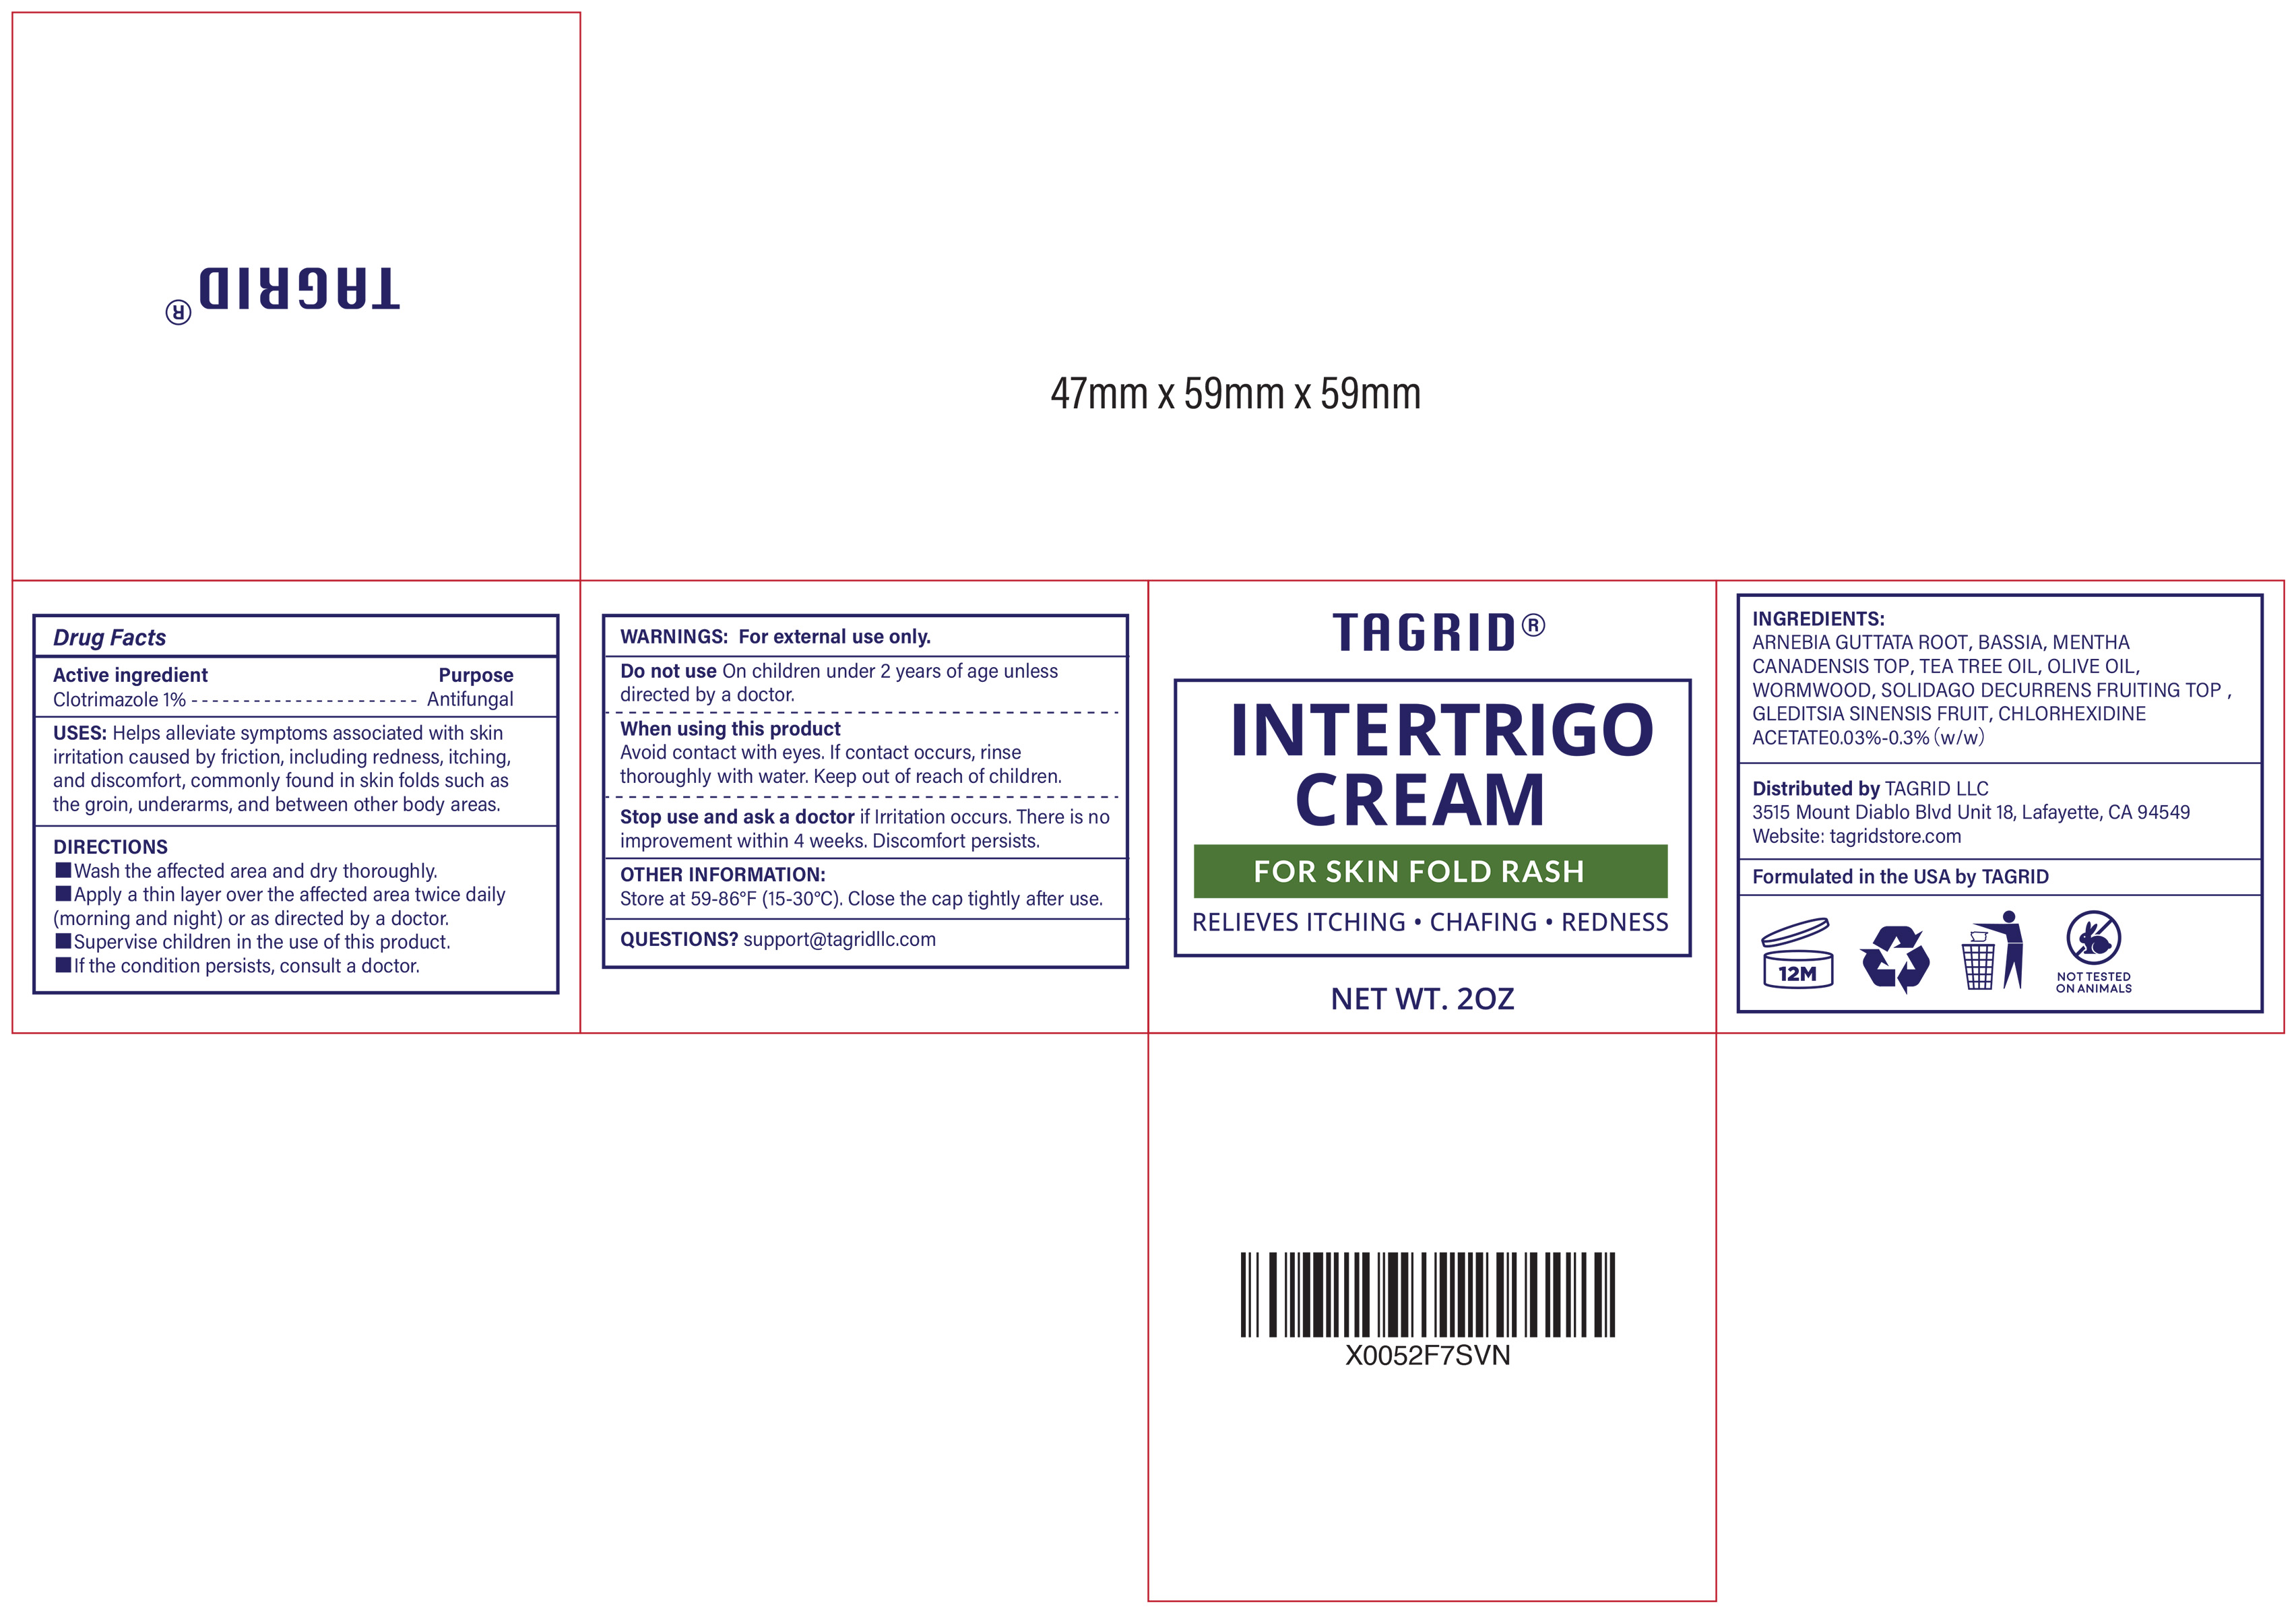 TAGRID®
47mm x 59mm x 59mm
Drug Facts
Active ingredient Purpose
Clotrimazole 1% ---------------------- Antifungal
USES: Helps alleviate symptoms associated with skin
irritation caused by friction, including redness, itching,
and discomfort, commonly found in skin folds such as
the groin, underarms, and between other body areas.
DIRECTIONS
■Wash the affected area and dry thoroughly.
■Apply a thin layer over the affected area twice daily
(morning and night) or as directed by a doctor.
■Supervise children in the use of this product.
■If the condition persists, consult a doctor.
WARNINGS: For external use only.
Do not use On children under 2 years of age unless
directed by a doctor.
When using this product
Avoid contact with eyes. If contact occurs, rinse
thoroughly with water. Keep out of reach of children.
Stop use and ask a doctor if Irritation occurs. There is no
improvement within 4 weeks. Discomfort persists.
OTHER INFORMATION:
Store at 59-86°F (15-30°C). Close the cap tightly after use.
QUESTIONS? support@tagridllc.com
TAGRID®
INTERTRIGO
CREAM
FOR SKIN FOLD RASH
RELIEVES ITCHING • CHAFING • REDNESS
NET WT. 2OZ
INGREDIENTS:
ARNEBIA GUTTATA ROOT, BASSIA, MENTHA
CANADENSIS TOP, TEA TREE OIL, OLIVE OIL,
WORMWOOD, SOLIDAGO DECURRENS FRUITING TOP ,
GLEDITSIA SINENSIS FRUIT, CHLORHEXIDINE
ACETATE0.03%-0.3%（w/w）
Distributed by TAGRID LLC
3515 Mount Diablo Blvd Unit 18, Lafayette, CA 94549
Website: tagridstore.com
Formulated in the USA by TAGRID
12M
NOT TESTED
ON ANIMALS
X0052F7SVN